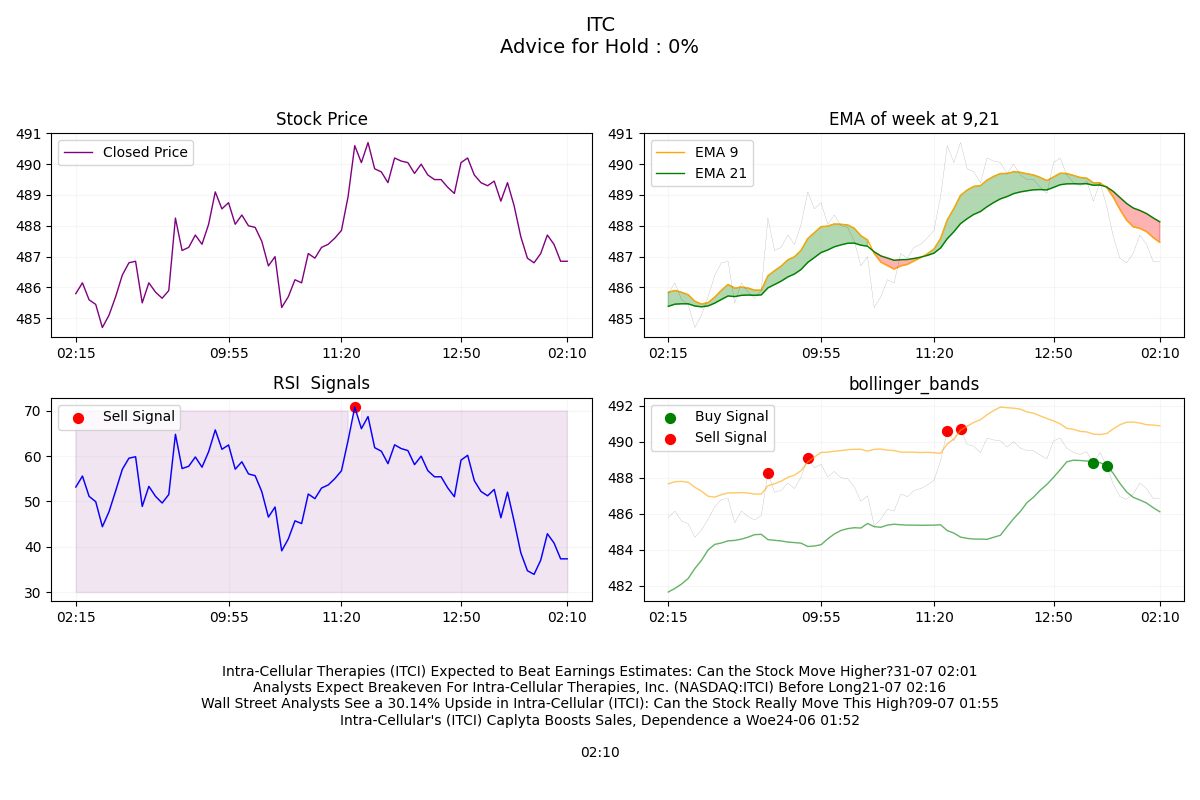 ITC
Advice for Hold : 0%
Stock Price
491
490
489
488
487
486
485
Closed Price
02:15
09:55
11:20
12:50
02:10
EMA of week at 9,21
491
490
489
488
487
486
485
EMA 9
EMA 21
02:15
09:55
11:20
12:50
02:10
RSI  Signals
70
60
50
40
30
Sell Signal
02:15
09:55
11:20
12:50
02:10
bollinger_bands
492
490
488
486
484
482
Buy Signal
Sell Signal
02:15
09:55
11:20
12:50
02:10
Intra-Cellular Therapies (ITCI) Expected to Beat Earnings Estimates: Can the Stock Move Higher?31-07 02:01
Analysts Expect Breakeven For Intra-Cellular Therapies, Inc. (NASDAQ:ITCI) Before Long21-07 02:16
Wall Street Analysts See a 30.14% Upside in Intra-Cellular (ITCI): Can the Stock Really Move This High?09-07 01:55
Intra-Cellular's (ITCI) Caplyta Boosts Sales, Dependence a Woe24-06 01:52
02:10